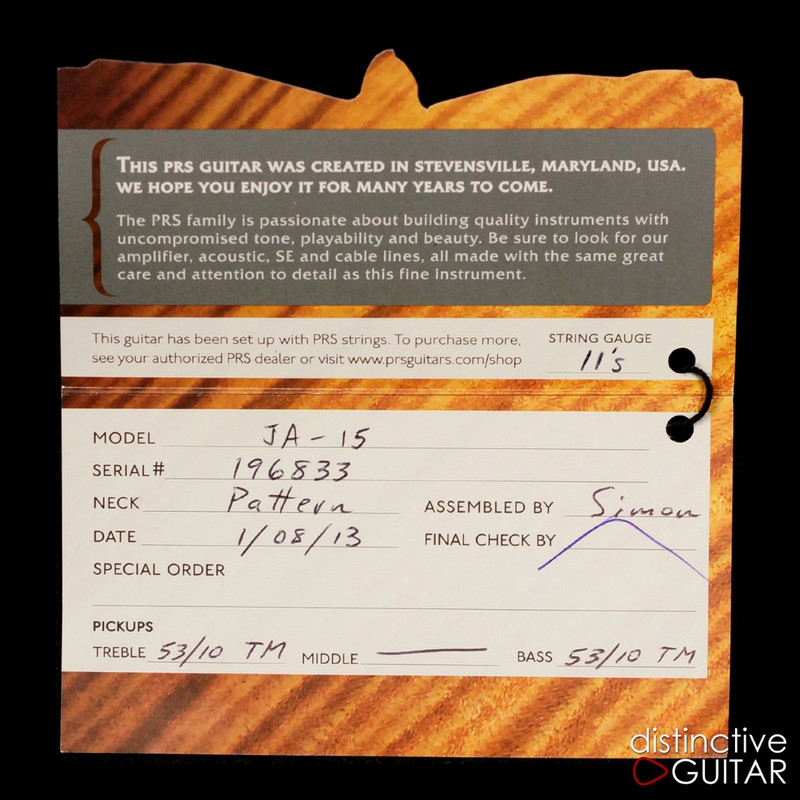 THIS PRS GUITAR WAS CREATED IN STEVENSVILLE, MARYLAND, USA.
WE HOPE YOU ENJOY IT FOR MANY YEARS TO COME.
The PRS family is passionate about building quality instruments with
uncompromised tone, playability and beauty. Be sure to look for our
amplifier, acoustic, SE and cable lines, all made with the same great
care and attention to detail as this fine instrument.
This guitar has been set up with PRS strings. To purchase more,
see your authorized PRS dealer or visit www.prsguitars.com/shop
STRING GAUGE
11's
MODEL JA-15
SERIAL# 196833
NECK Pattern
ASSEMBLED BY Simon
DATE 1/08/13
FINAL CHECK BY
SPECIAL ORDER
PICKUPS
TREBLE 53/10 TM MIDDLE — BASS 53/10 TM
distinctive
GUITAR